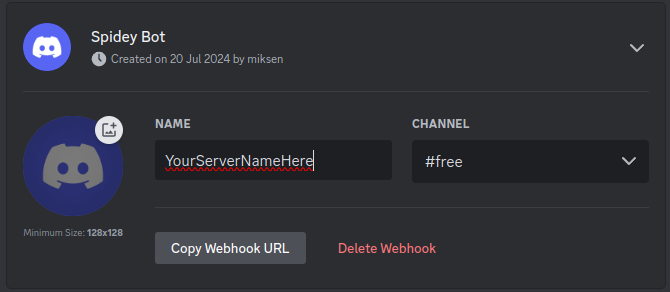 Spidey Bot
Created on 20 Jul 2024 by miksen
NAME
CHANNEL
YourServerNameHere
#free
Minimum Size: 128x128
Copy Webhook URL
Delete Webhook